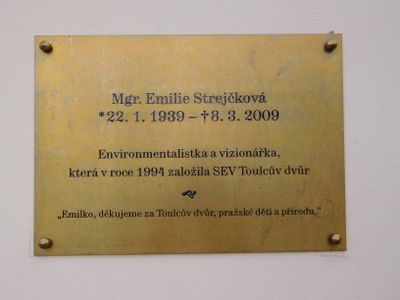 Mgr. Emilie Strejčková
*22. 1. 1939 – †8. 3. 2009
Environmentalistka a vizionářka,
která v roce 1994 založila SEV Toulcův dvůr
„Emilko, děkujeme za Toulcův dvůr, pražské děti a přírodu.“